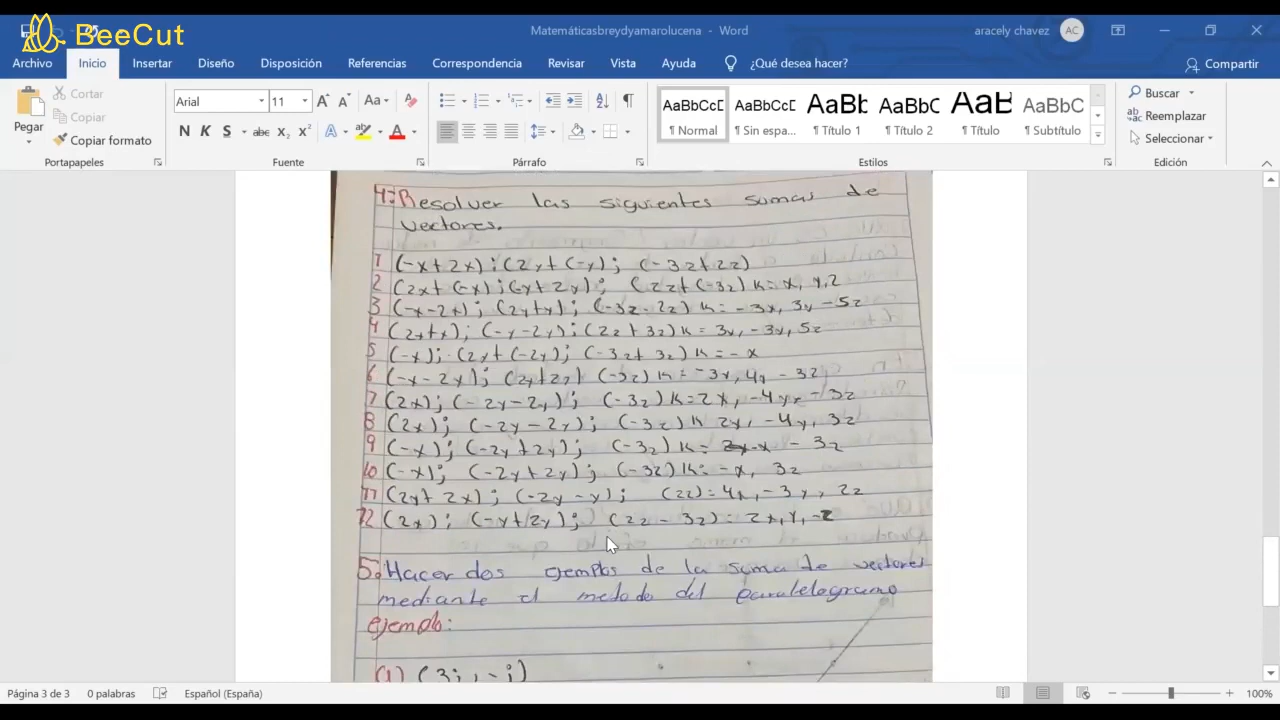 BeeCut
Matemáticasbreydyamarolucena - Word
aracely chavez
AC
Archivo Inicio Insertar Diseño Disposición Referencias Correspondencia Revisar Vista Ayuda ¿Qué desea hacer? Compartir
Pegar
Cortar
Copiar
Copiar formato
Portapapeles
Arial 11
N K S abc x₂ x²
Fuente
Párrafo
AaBbCcD AaBbCcD AaBb AaBbC AaB AaBbC
¶ Normal ¶ Sin espa... ¶ Título 1 ¶ Título 2 ¶ Título ¶ Subtítulo
Estilos
Buscar
Reemplazar
Seleccionar
Edición
4= Resolver las siguientes sumas de
vectores.
1 (-x+2x); (2y+(-y); (-3z+2z)
2 (2x+(-x); (y+2y); (2z+(-3z) k= x, y, z
3 (-x-2x); (2y+y); (-3z-2z) k= -3x, 3y -5z
4 (2x+x); (-y-2y); (2z+3z) k= 3x, -3y, 5z
5 (-x); (2y+(-2y); (-3z+3z) k= -x
6 (-x-2x); (2y+2y) (-3z) k= -3x, 4y -3z
7 (2x); (-2y-2y); (-3z) k= 2x, -4y, -3z
8 (2x); (-2y-2y); (-3z) k 2y, -4y, 3z
9 (-x); (-2y+2y); (-3z) k= -x -3z
10 (-x); (-2y+2y); (-3z) k= -x, 3z
11 (2y+2x); (-2y-y); (2z)= 4x, -3y, 2z
12 (2x); (-y+2y); (2z-3z)= 2x, y, -z
5. Hacer dos ejemplos de la suma de vectores
mediante el metodo del paralelogramo
ejemplo:
(1) (3i, -j)
Página 3 de 3 0 palabras Español (España) 100%